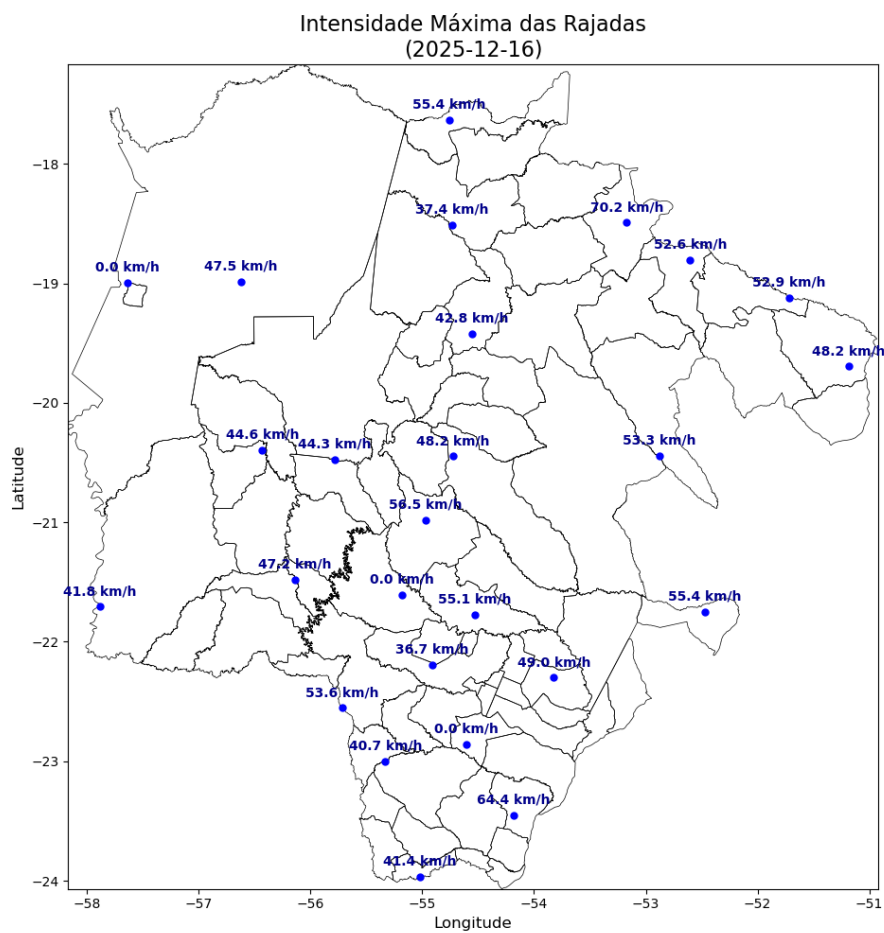 Intensidade Máxima das Rajadas
(2025-12-16)
55.4 km/h
37.4 km/h
70.2 km/h
52.6 km/h
0.0 km/h
47.5 km/h
52.9 km/h
42.8 km/h
48.2 km/h
44.6 km/h
44.3 km/h
48.2 km/h
53.3 km/h
56.5 km/h
47.2 km/h
0.0 km/h
41.8 km/h
55.1 km/h
55.4 km/h
36.7 km/h
49.0 km/h
53.6 km/h
0.0 km/h
40.7 km/h
64.4 km/h
41.4 km/h
Latitude
−18
−19
−20
−21
−22
−23
−24
−58
−57
−56
−55
−54
−53
−52
−51
Longitude